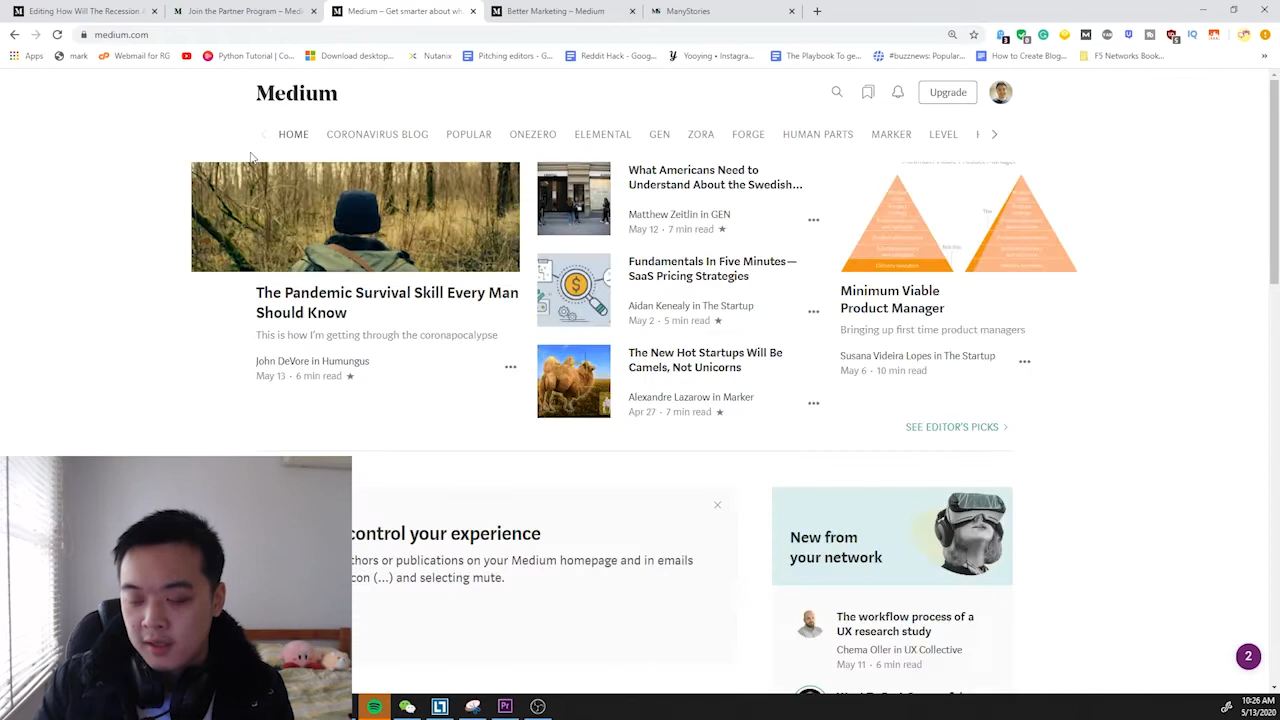 Editing How Will The Recession A
Join the Partner Program – Medi
Medium – Get smarter about wh
Better Marketing – Medium
ManyStories
medium.com
Apps
mark
Webmail for RG
Python Tutorial | Co...
Download desktop...
Nutanix
Pitching editors - G...
Reddit Hack - Goog...
Yooying • Instagra...
The Playbook To ge...
#buzznews: Popular...
How to Create Blog...
F5 Networks Book...
Medium
Upgrade
HOME
CORONAVIRUS BLOG
POPULAR
ONEZERO
ELEMENTAL
GEN
ZORA
FORGE
HUMAN PARTS
MARKER
LEVEL
The Pandemic Survival Skill Every Man
Should Know
This is how I'm getting through the coronapocalypse
John DeVore in Humungus
May 13 · 6 min read ★
What Americans Need to
Understand About the Swedish...
Matthew Zeitlin in GEN
May 12 · 7 min read ★
Fundamentals In Five Minutes—
SaaS Pricing Strategies
Aidan Kenealy in The Startup
May 2 · 5 min read ★
The New Hot Startups Will Be
Camels, Not Unicorns
Alexandre Lazarow in Marker
Apr 27 · 7 min read ★
Minimum Viable
Product Manager
Bringing up first time product managers
Susana Videira Lopes in The Startup
May 6 · 10 min read
SEE EDITOR'S PICKS
control your experience
thors or publications on your Medium homepage and in emails
con (...) and selecting mute.
New from
your network
The workflow process of a
UX research study
Chema Oller in UX Collective
May 11 · 6 min read
2
10:26 AM
5/13/2020